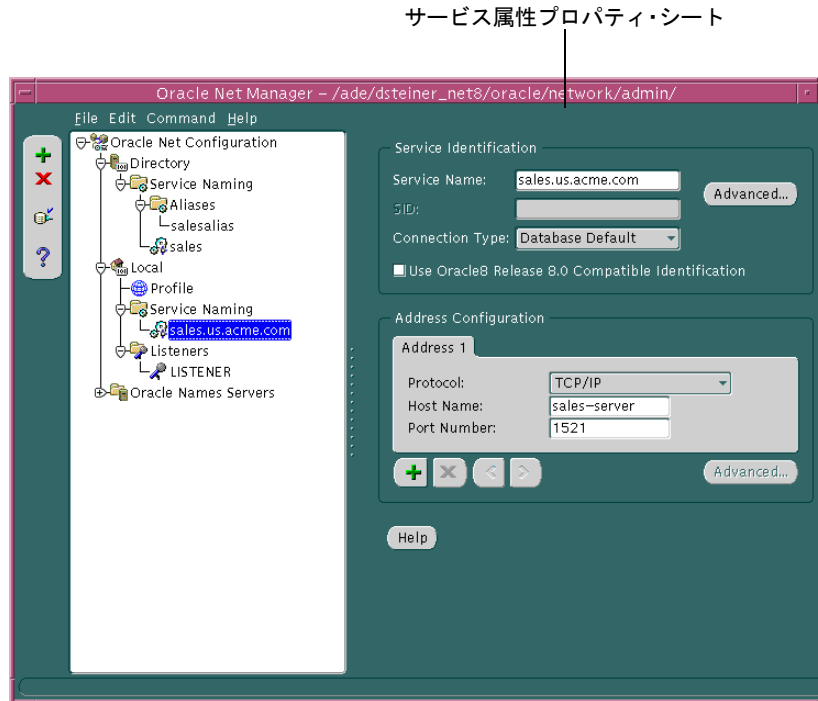 サービス属性プロパティ・シート
Oracle Net Manager – /ade/dsteiner_net8/oracle/network/admin/
File Edit Command Help
Oracle Net Configuration
Directory
Service Naming
Aliases
salesalias
sales
Local
Profile
Service Naming
sales.us.acme.com
Listeners
LISTENER
Oracle Names Servers
Service Identification
Service Name: sales.us.acme.com
Advanced...
SID:
Connection Type: Database Default
Use Oracle8 Release 8.0 Compatible Identification
Address Configuration
Address 1
Protocol: TCP/IP
Host Name: sales-server
Port Number: 1521
+ × < >
Advanced...
Help